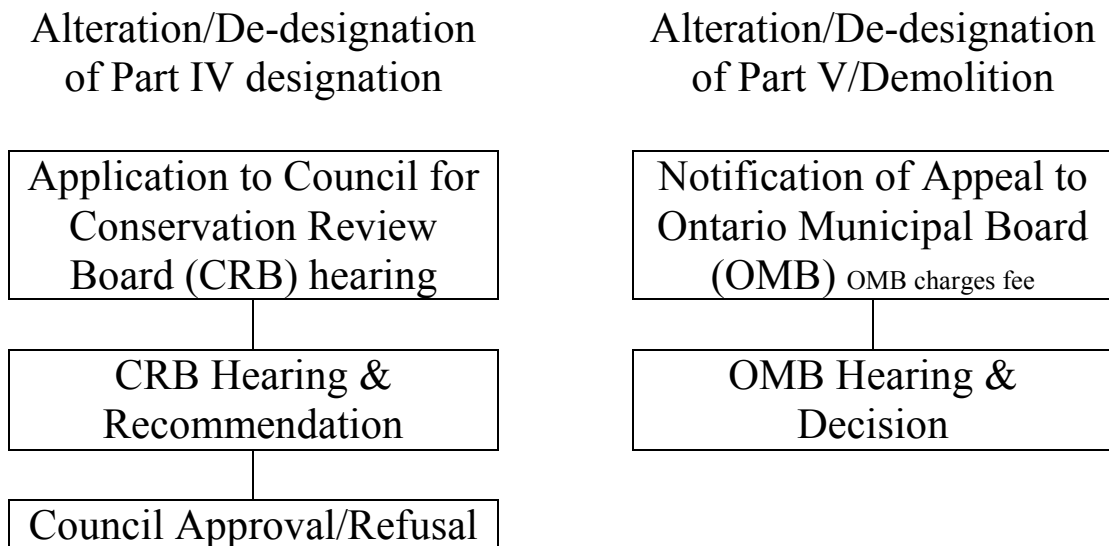 Alteration/De-designation
of Part IV designation
Application to Council for
Conservation Review
Board (CRB) hearing
CRB Hearing &
Recommendation
Council Approval/Refusal
Alteration/De-designation
of Part V/Demolition
Notification of Appeal to
Ontario Municipal Board
(OMB) OMB charges fee
OMB Hearing &
Decision